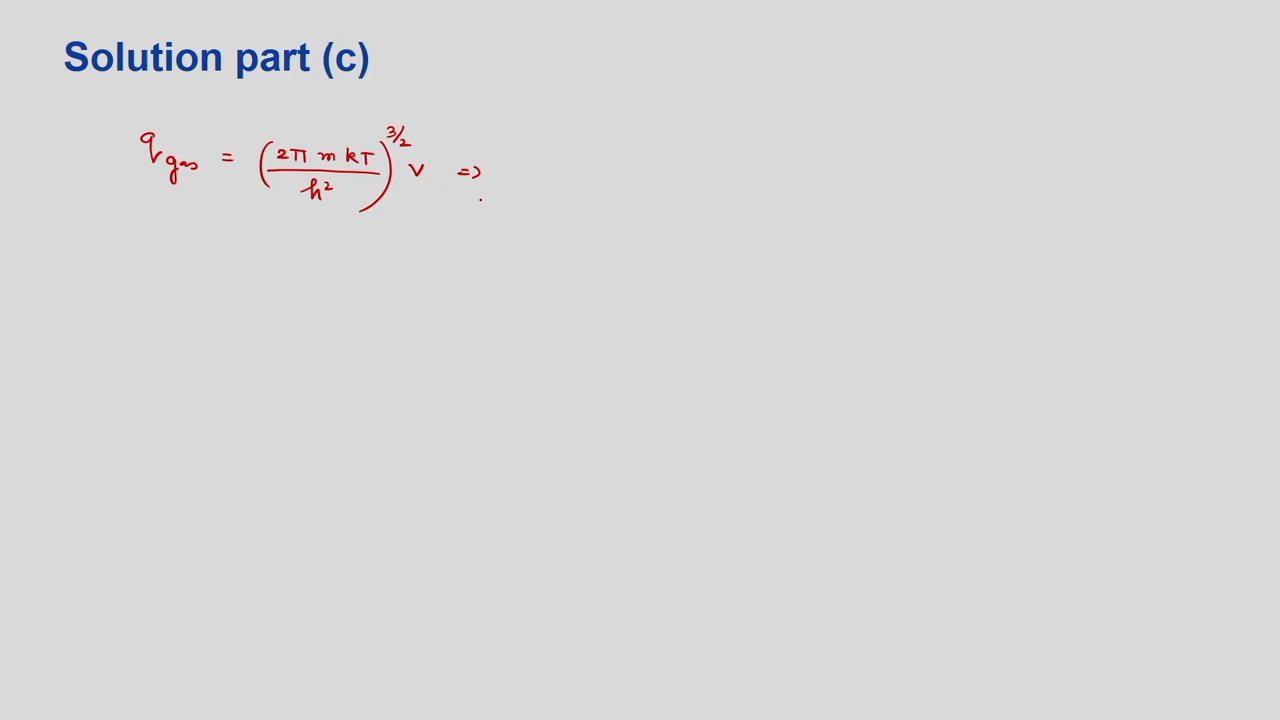 Solution part (c)
q_gas = (2π m kT / h²)^3/2 V =>